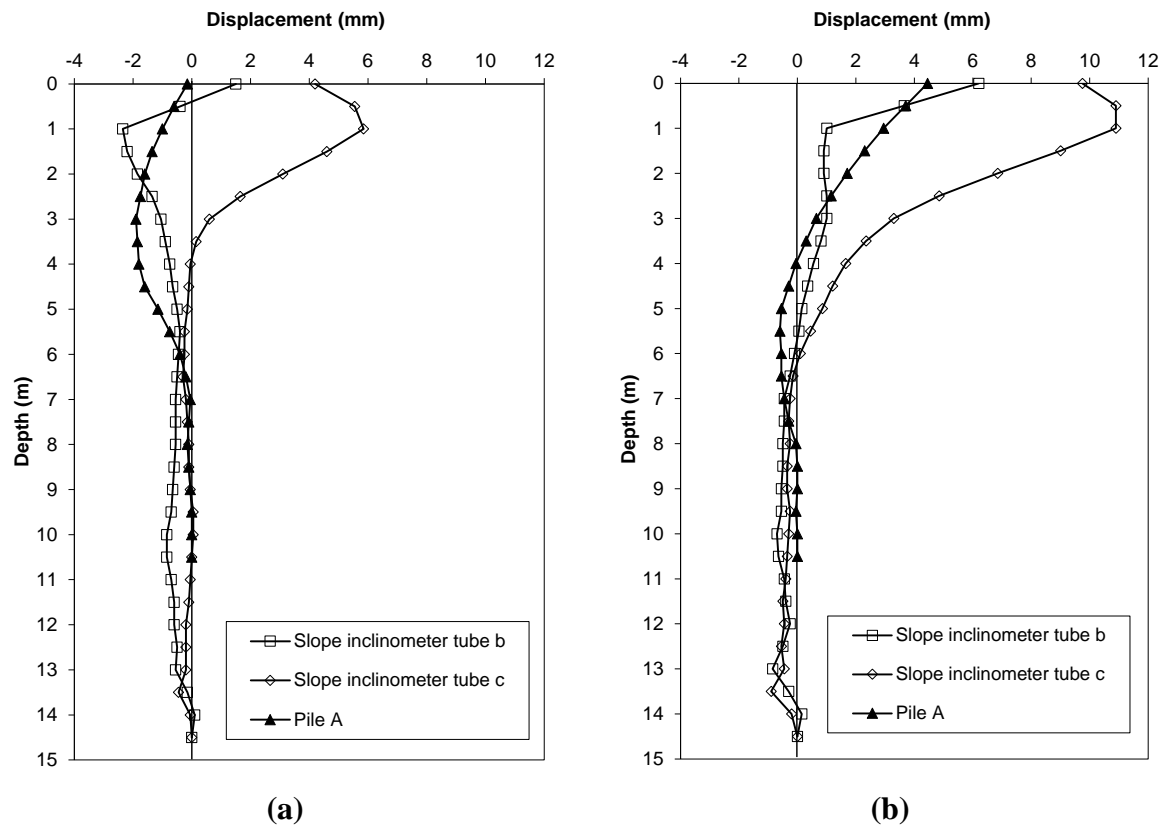 Displacement (mm)
-4 -2 0 2 4 6 8 10 12
0
1
2
3
4
5
6
7
8
9
10
11
12
13
14
15
Depth (m)
Slope inclinometer tube b
Slope inclinometer tube c
Pile A
(a)
Displacement (mm)
-4 -2 0 2 4 6 8 10 12
0
1
2
3
4
5
6
7
8
9
10
11
12
13
14
15
Depth (m)
Slope inclinometer tube b
Slope inclinometer tube c
Pile A
(b)